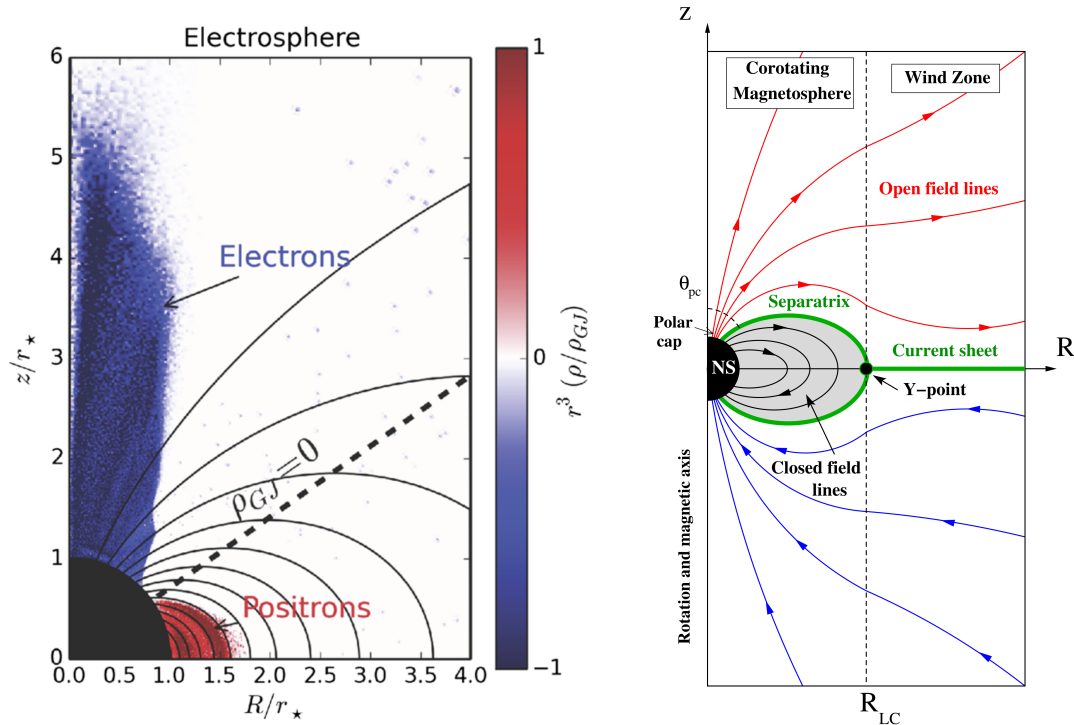 Electrosphere
6
5
4
3
2
1
0
z/r⋆
0.0 0.5 1.0 1.5 2.0 2.5 3.0 3.5 4.0
R/r⋆
Electrons
ρGJ=0
Positrons
1
0
−1
r³ (ρ/ρGJ)
z
Corotating
Magnetosphere
Wind Zone
Open field lines
θpc
Separatrix
Polar
cap
Current sheet
R
NS
Y−point
Closed field
lines
Rotation and magnetic axis
RLC